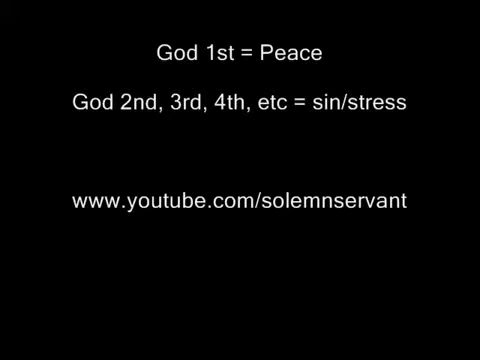 God 1st = Peace
God 2nd, 3rd, 4th, etc = sin/stress
www.youtube.com/solemnservant